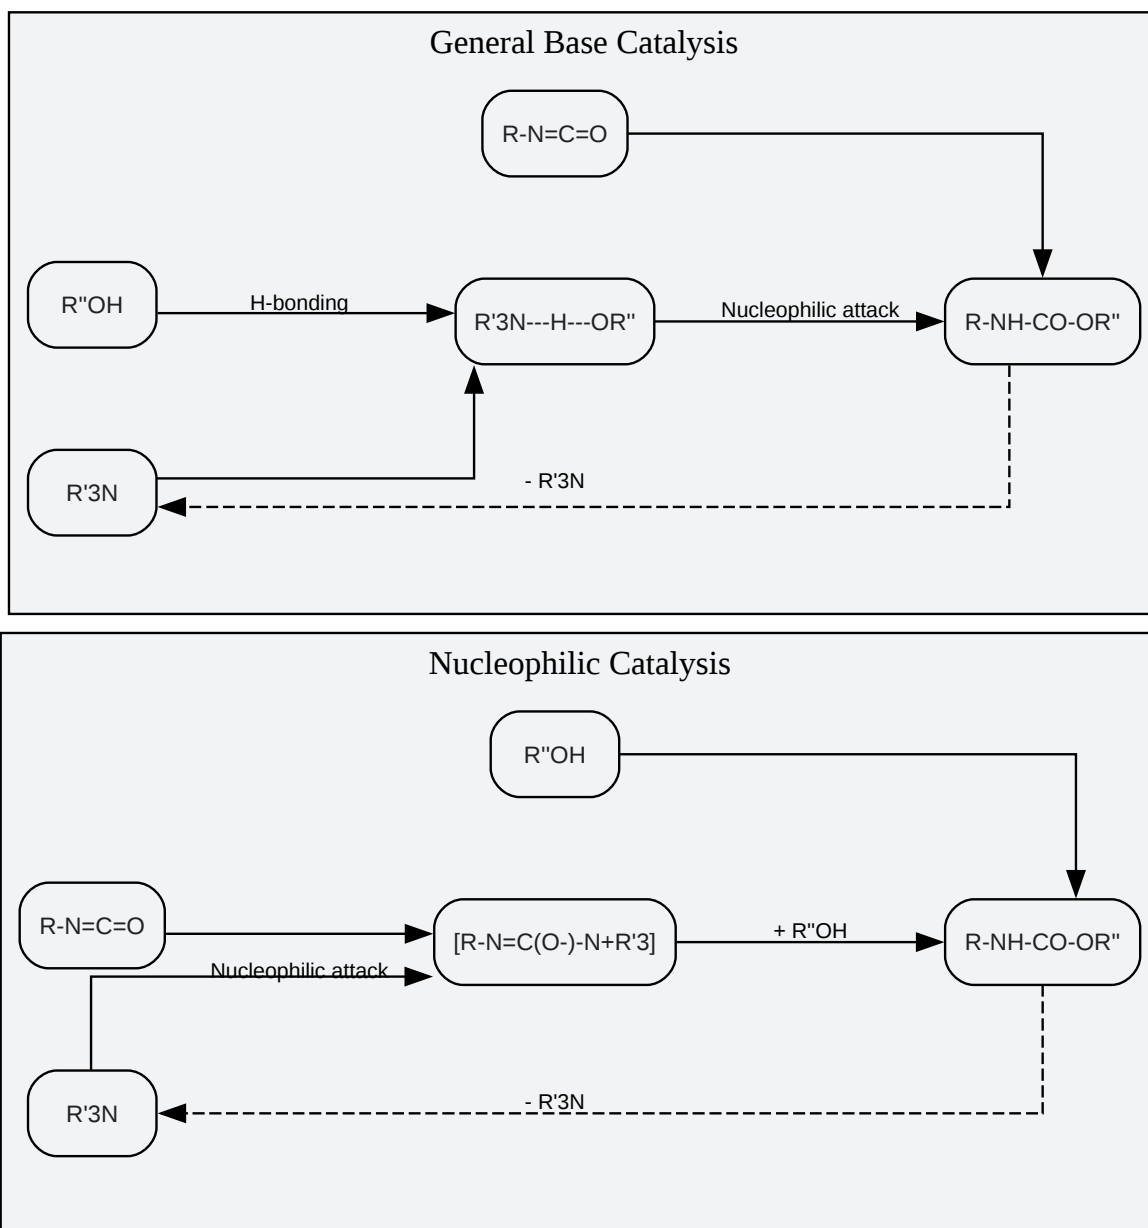 General Base Catalysis
R-N=C=O
R"OH
H-bonding
R'3N---H---OR"
Nucleophilic attack
R-NH-CO-OR"
R'3N
- R'3N
Nucleophilic Catalysis
R"OH
R-N=C=O
Nucleophilic attack
[R-N=C(O-)-N+R'3]
+ R"OH
R-NH-CO-OR"
R'3N
- R'3N